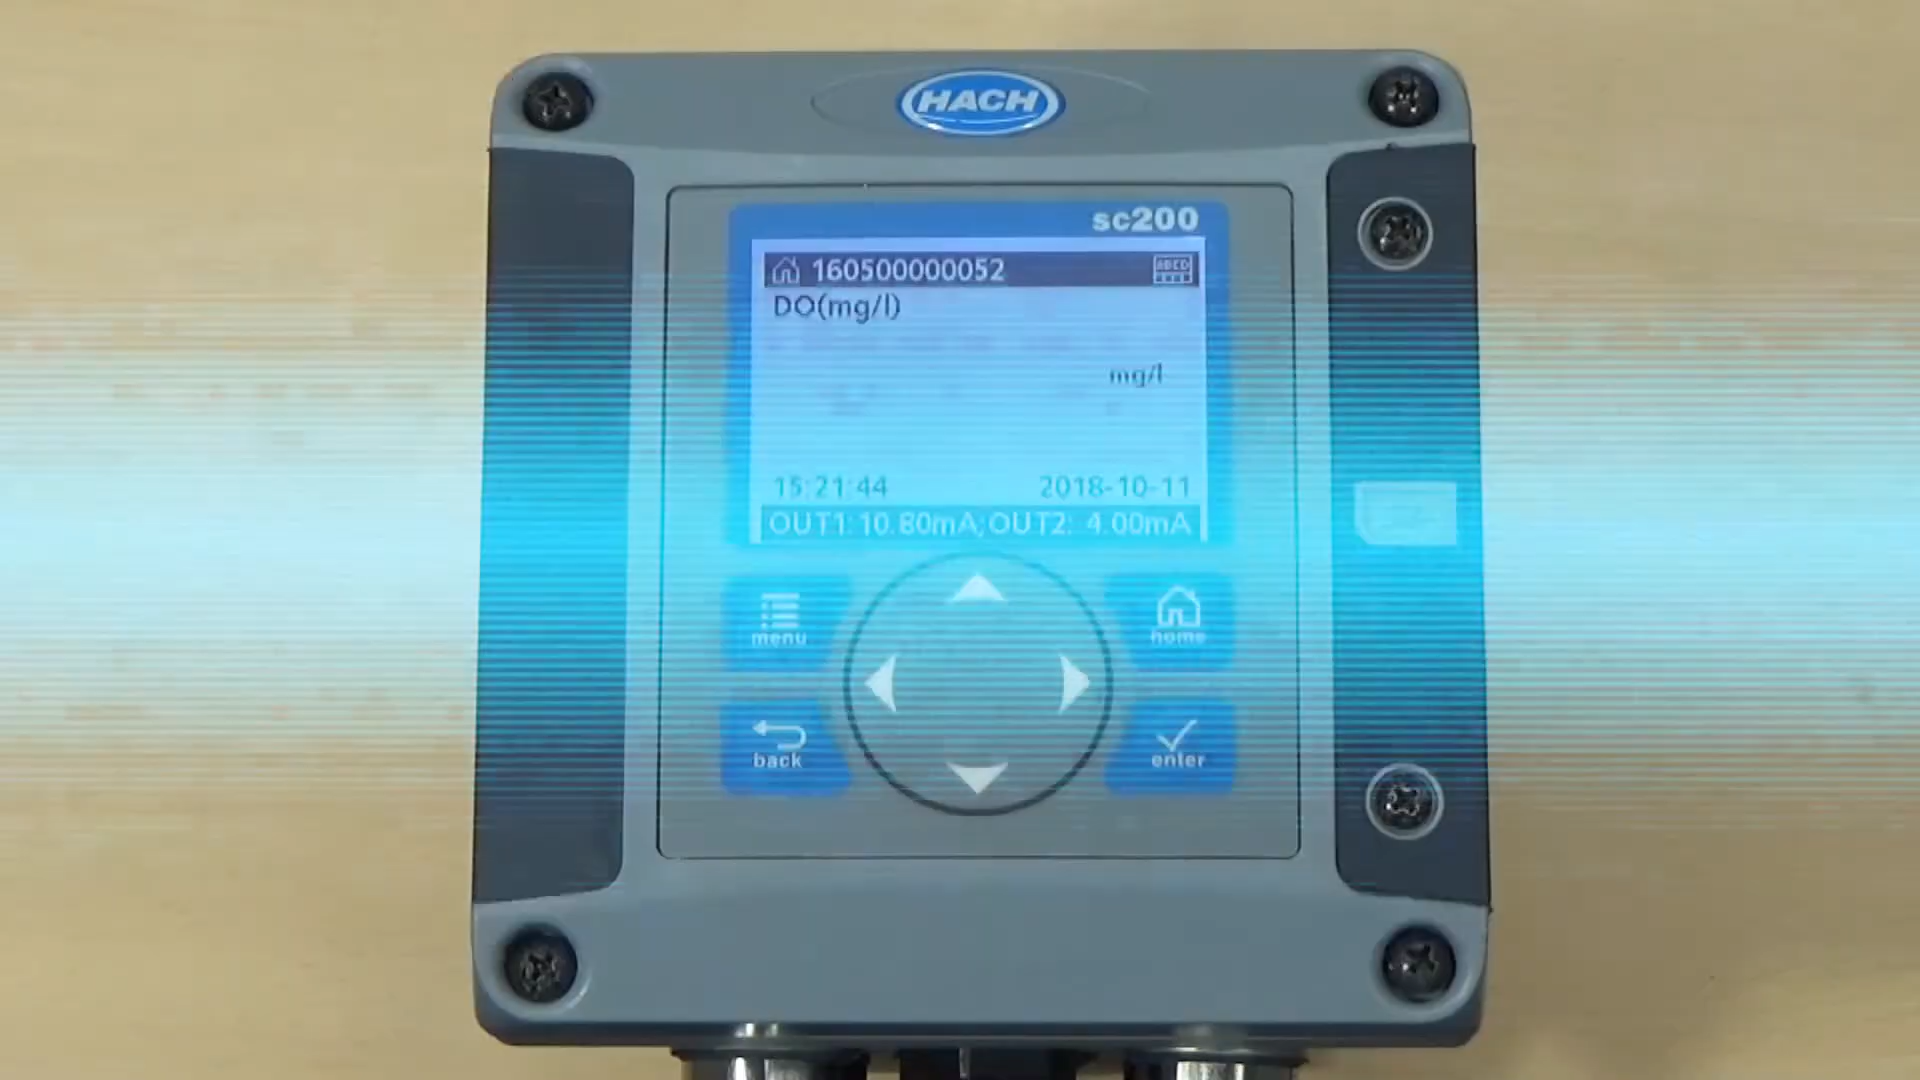 HACH
sc200
160500000052
DO(mg/l)
mg/l
15:21:44 2018-10-11
OUT1:10.80mA;OUT2: 4.00mA
menu
home
back
enter